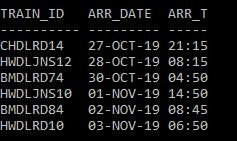 TRAIN_ID ARR_DATE ARR_T
---------- --------- -----
CHDLRD14 27-OCT-19 21:15
HWDLJNS12 28-OCT-19 08:15
BMDLRD74 30-OCT-19 04:50
HWDLJNS10 01-NOV-19 14:50
BMDLRD84 02-NOV-19 08:45
HWDLRD10 03-NOV-19 06:50